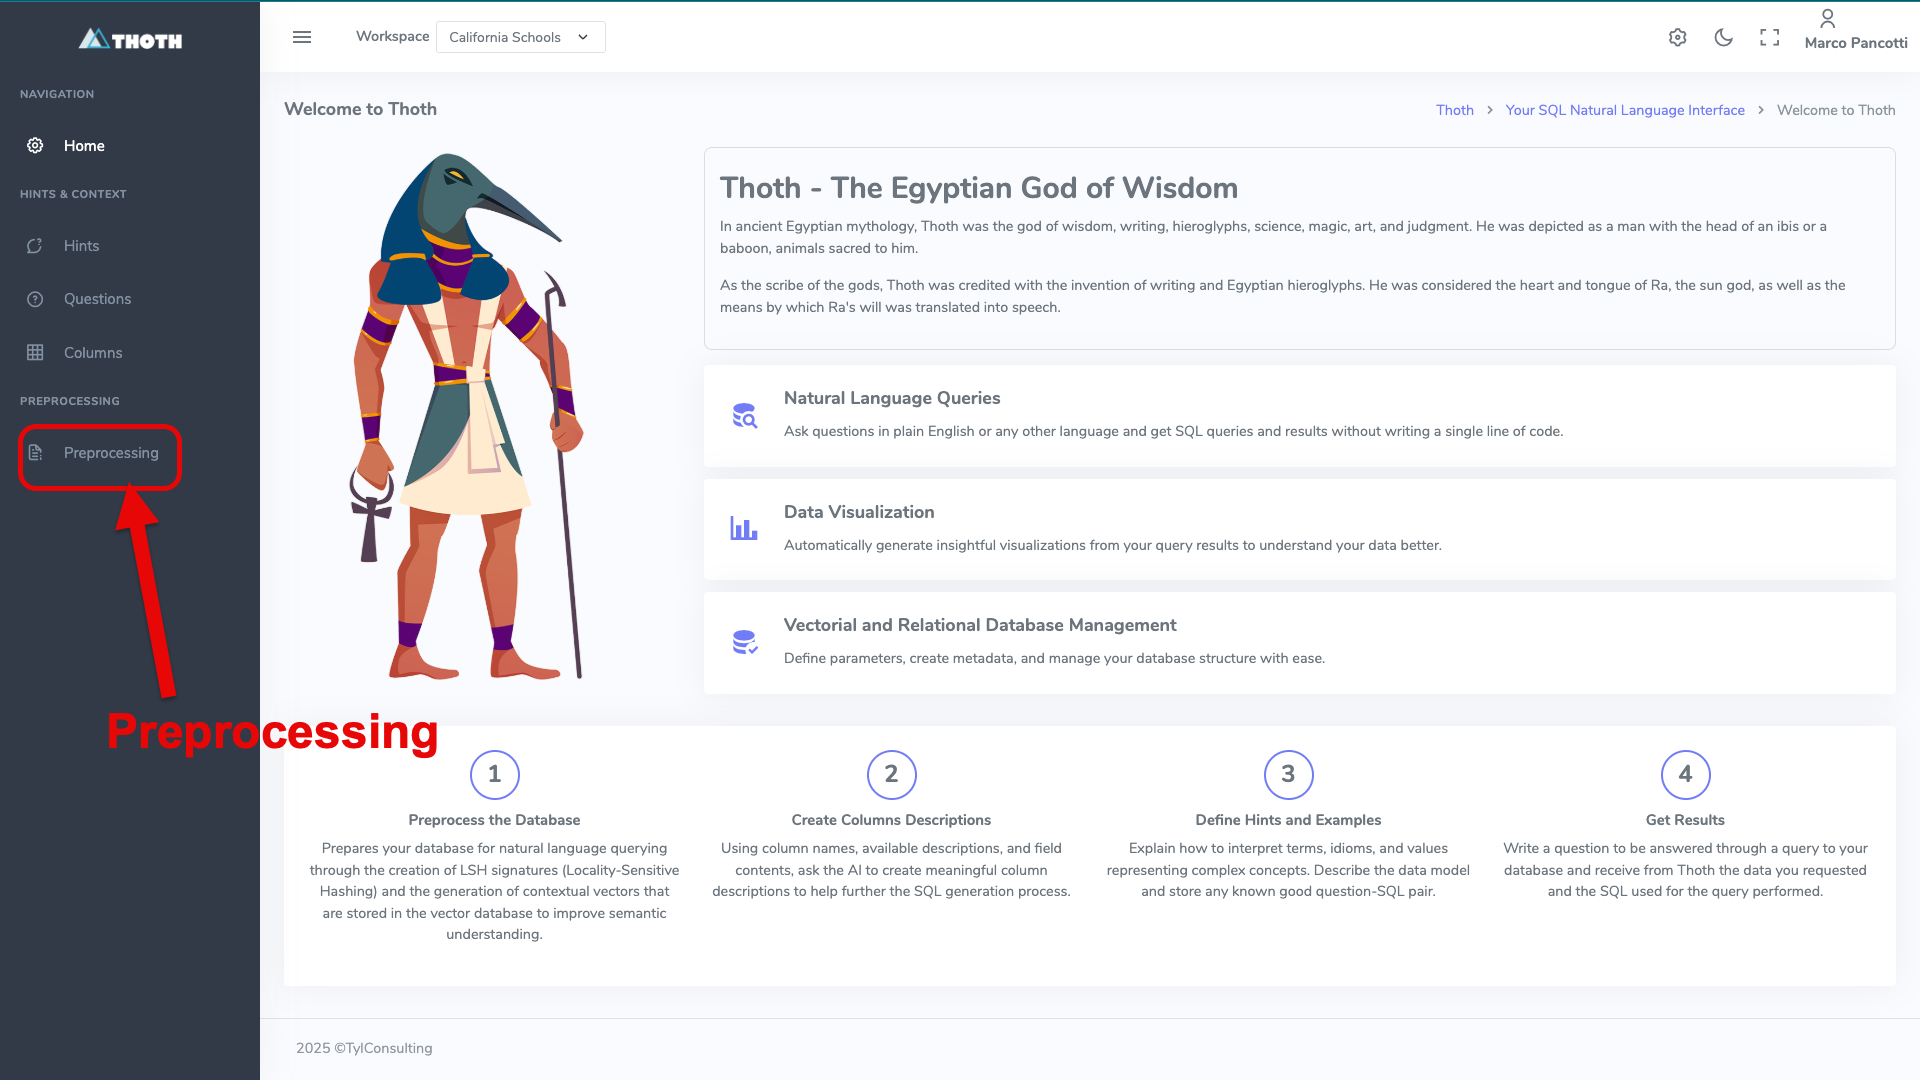 THOTH
Workspace
California Schools
Marco Pancotti
NAVIGATION
Home
HINTS & CONTEXT
Hints
Questions
Columns
PREPROCESSING
Preprocessing
Preprocessing
Welcome to Thoth
Thoth > Your SQL Natural Language Interface > Welcome to Thoth
Thoth - The Egyptian God of Wisdom
In ancient Egyptian mythology, Thoth was the god of wisdom, writing, hieroglyphs, science, magic, art, and judgment. He was depicted as a man with the head of an ibis or a
baboon, animals sacred to him.
As the scribe of the gods, Thoth was credited with the invention of writing and Egyptian hieroglyphs. He was considered the heart and tongue of Ra, the sun god, as well as the
means by which Ra's will was translated into speech.
Natural Language Queries
Ask questions in plain English or any other language and get SQL queries and results without writing a single line of code.
Data Visualization
Automatically generate insightful visualizations from your query results to understand your data better.
Vectorial and Relational Database Management
Define parameters, create metadata, and manage your database structure with ease.
1
Preprocess the Database
Prepares your database for natural language querying
through the creation of LSH signatures (Locality-Sensitive
Hashing) and the generation of contextual vectors that
are stored in the vector database to improve semantic
understanding.
2
Create Columns Descriptions
Using column names, available descriptions, and field
contents, ask the AI to create meaningful column
descriptions to help further the SQL generation process.
3
Define Hints and Examples
Explain how to interpret terms, idioms, and values
representing complex concepts. Describe the data model
and store any known good question-SQL pair.
4
Get Results
Write a question to be answered through a query to your
database and receive from Thoth the data you requested
and the SQL used for the query performed.
2025 ©TylConsulting